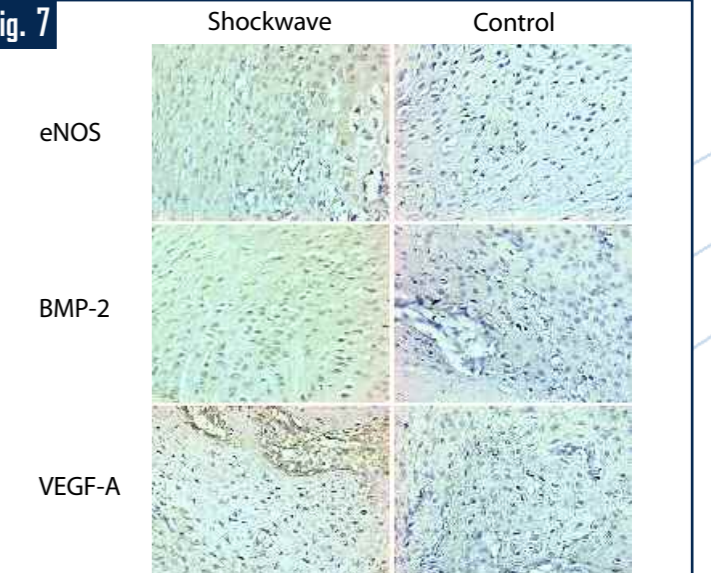 ig. 7
Shockwave Control
eNOS
BMP-2
VEGF-A